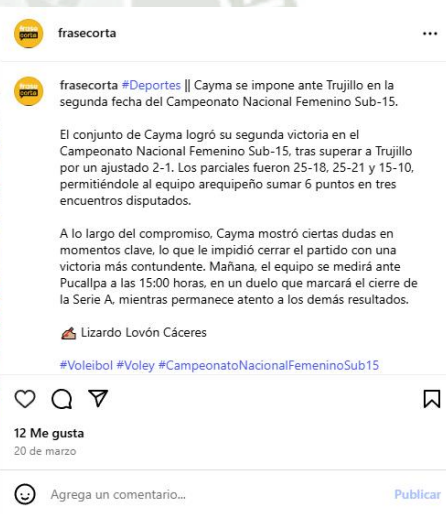 frase
corta
frasecorta
frase
corta
frasecorta #Deportes || Cayma se impone ante Trujillo en la
segunda fecha del Campeonato Nacional Femenino Sub-15.
El conjunto de Cayma logró su segunda victoria en el
Campeonato Nacional Femenino Sub-15, tras superar a Trujillo
por un ajustado 2-1. Los parciales fueron 25-18, 25-21 y 15-10,
permitiéndole al equipo arequipeño sumar 6 puntos en tres
encuentros disputados.
A lo largo del compromiso, Cayma mostró ciertas dudas en
momentos clave, lo que le impidió cerrar el partido con una
victoria más contundente. Mañana, el equipo se medirá ante
Pucallpa a las 15:00 horas, en un duelo que marcará el cierre de
la Serie A, mientras permanece atento a los demás resultados.
✍️ Lizardo Lovón Cáceres
#Voleibol #Voley #CampeonatoNacionalFemeninoSub15
12 Me gusta
20 de marzo
Agrega un comentario...
Publicar